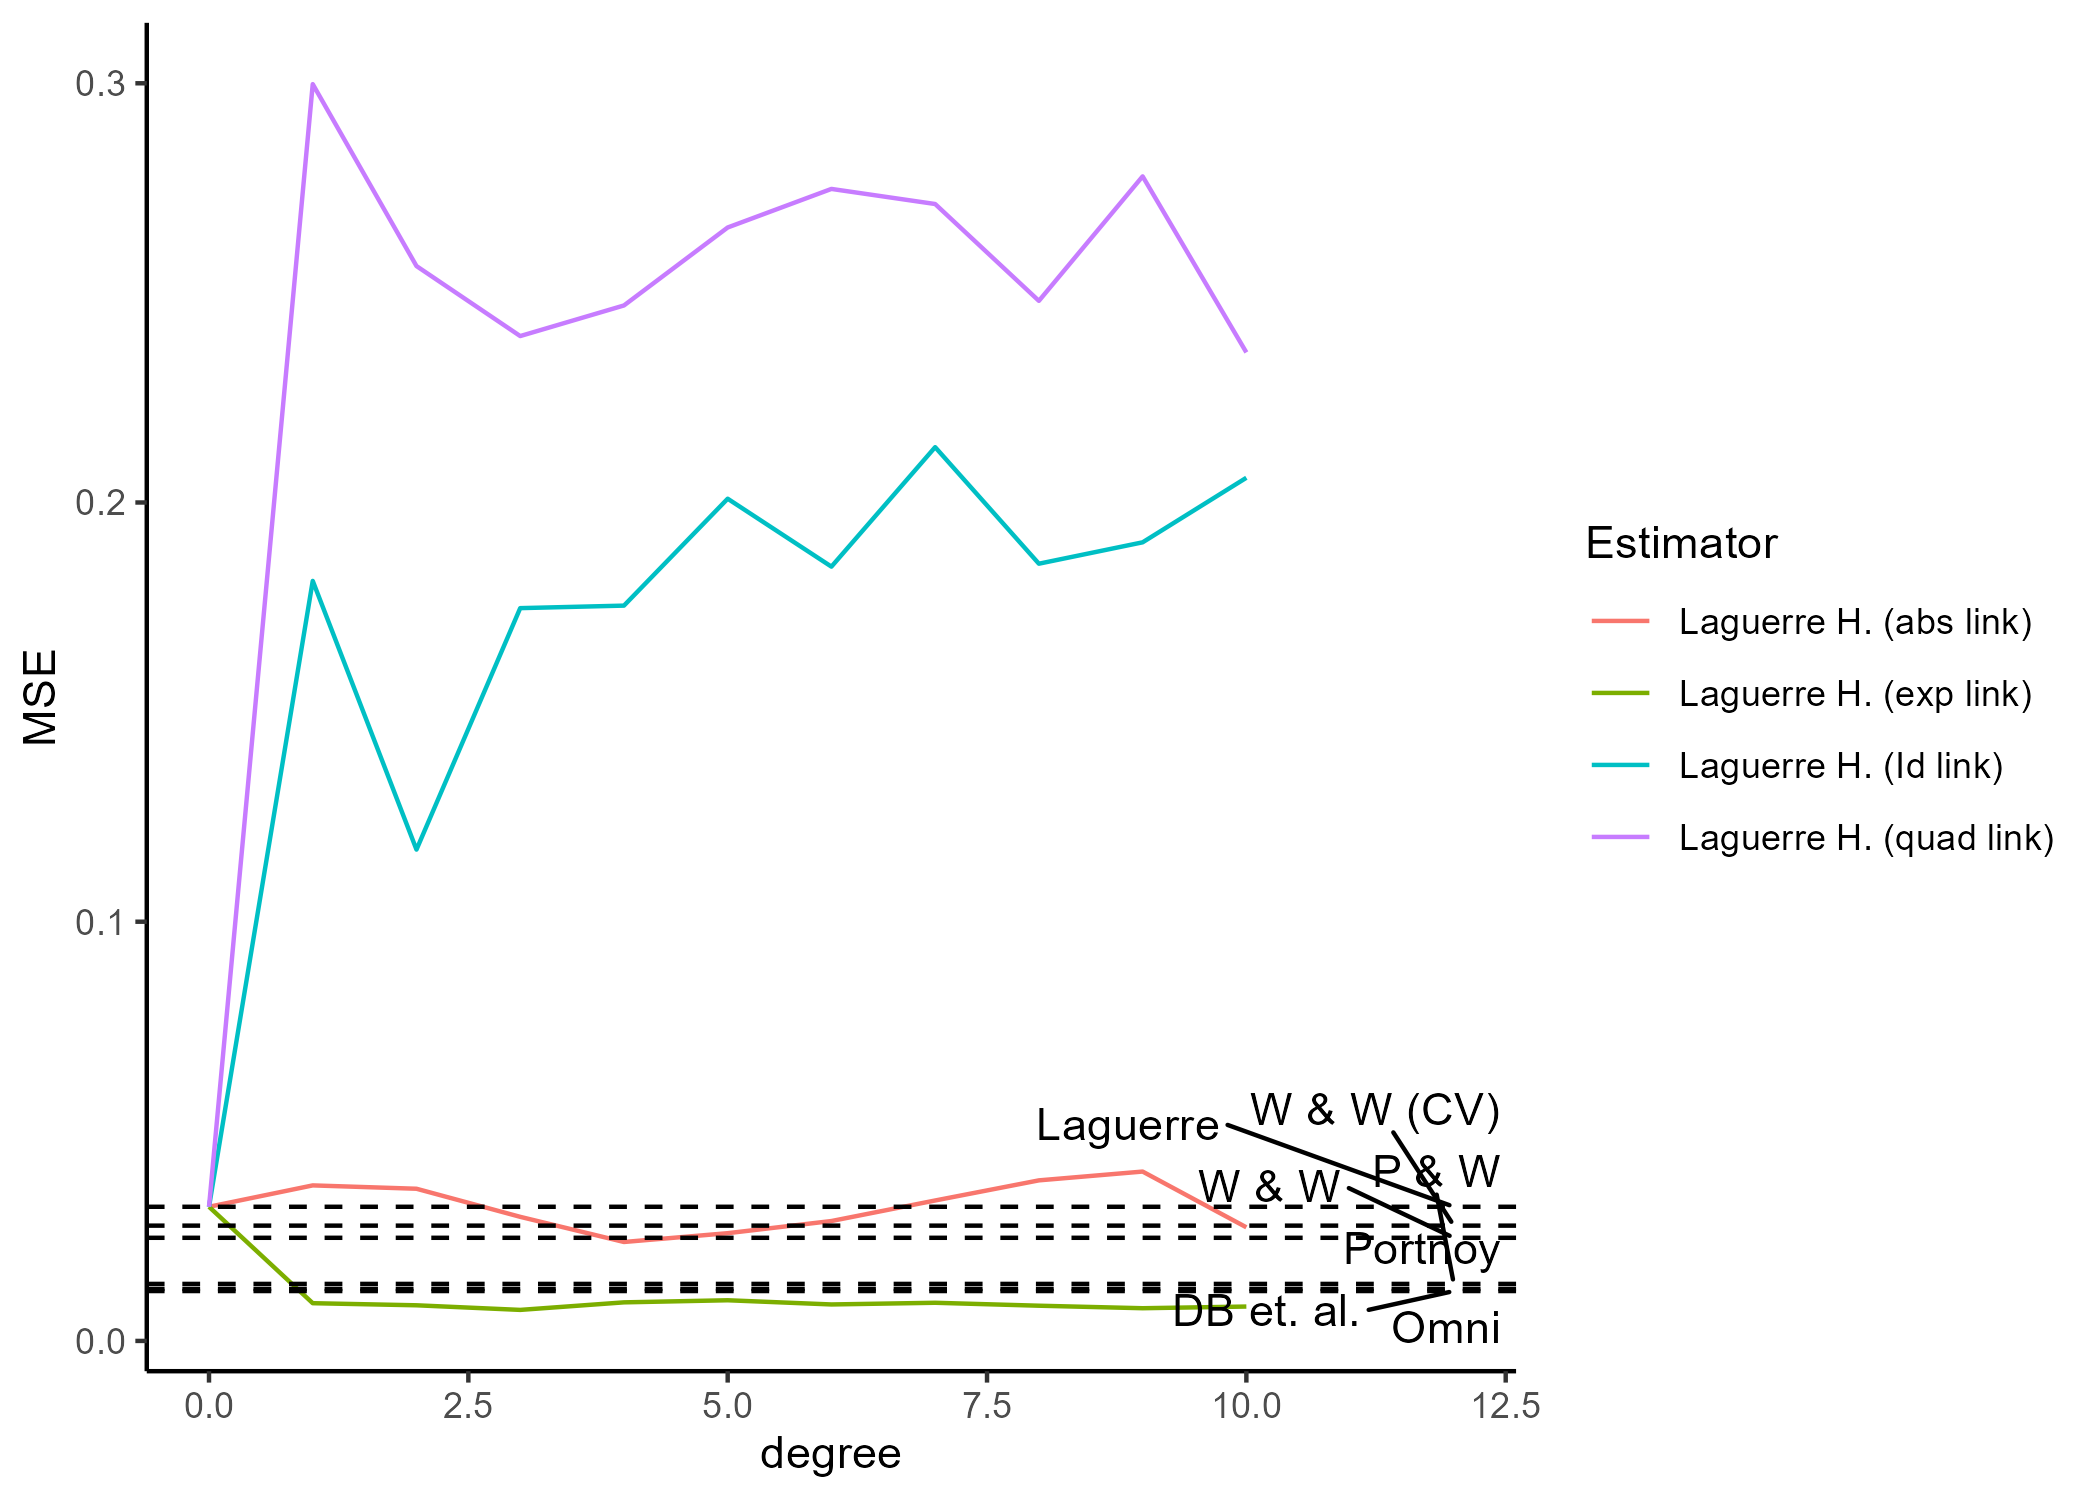 0.3
0.2
0.1
0.0
MSE
0.0
2.5
5.0
7.5
10.0
12.5
degree
W & W (CV)
Laguerre
P & W
W & W
Portnoy
DB et. al.
Omni
Estimator
Laguerre H. (abs link)
Laguerre H. (exp link)
Laguerre H. (Id link)
Laguerre H. (quad link)